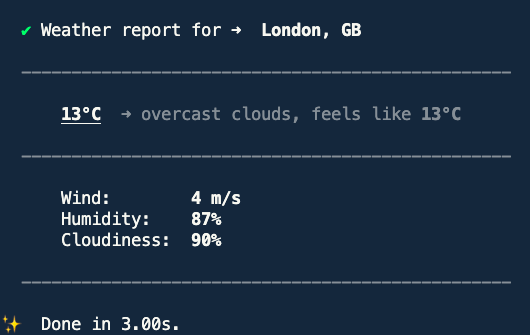 ✔ Weather report for → London, GB
13°C → overcast clouds, feels like 13°C
Wind: 4 m/s
Humidity: 87%
Cloudiness: 90%
✨ Done in 3.00s.